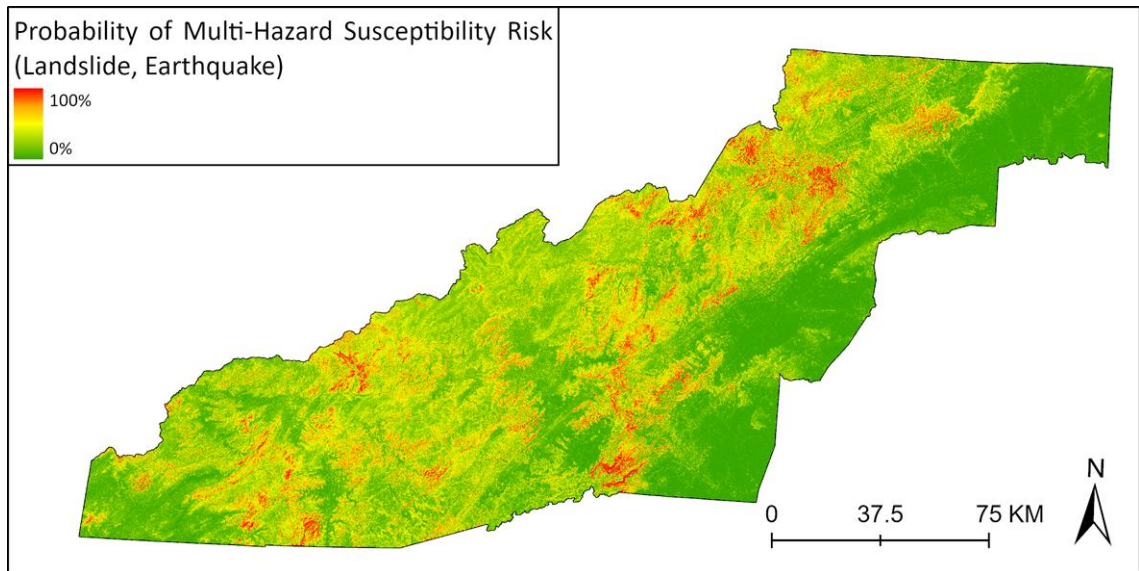 Probability of Multi-Hazard Susceptibility Risk
(Landslide, Earthquake)
100%
0%
N
0 37.5 75 KM